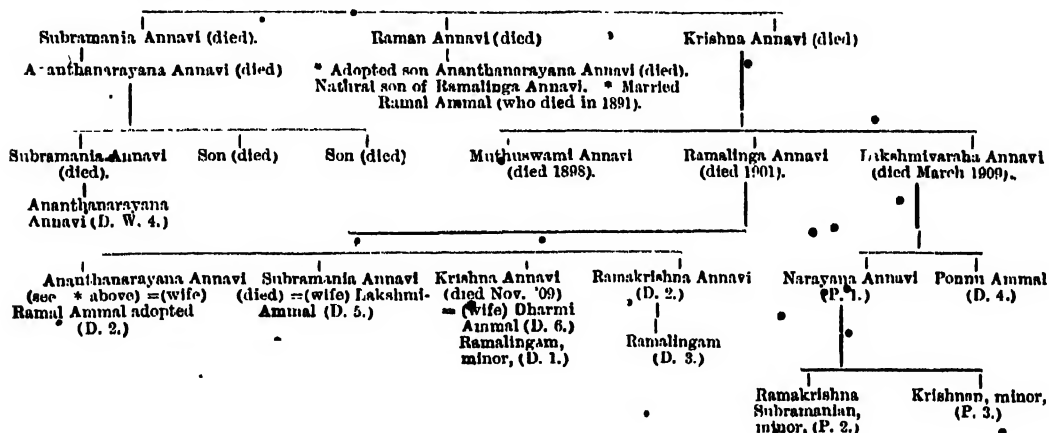 Subramania Annavi (died).
Raman Annavi (died)
Krishna Annavi (died)
Ananthanarayana Annavi (died)
* Adopted son Ananthanarayana Annavi (died).
Natural son of Ramalinga Annavi. * Married
Ramal Ammal (who died in 1891).
Subramania Annavi
(died).
Son (died)
Son (died)
Muthuswami Annavi
(died 1898).
Ramalinga Annavi
(died 1901).
Lakshmivaraha Annavi
(died March 1909).
Ananthanarayana
Annavi (D. W. 4.)
Ananthanarayana Annavi
(see * above) =(wife)
Ramal Ammal adopted
(D. 2.)
Subramania Annavi
(died) =(wife) Lakshmi-
Ammal (D. 5.)
Krishna Annavi
(died Nov. '09)
= (wife) Dharmi
Ammal (D. 6.)
Ramalingam,
minor, (D. 1.)
Ramakrishna Annavi
(D. 2.)
Ramalingam
(D. 3.)
Narayana Annavi
(P. 1.)
Ponnu Ammal
(D. 4.)
Ramakrishna
Subramanian,
minor, (P. 2.)
Krishnan, minor,
(P. 3.)